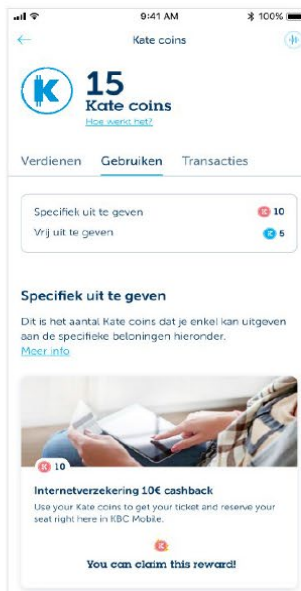 9:41 AM
100%
Kate coins
15
Kate coins
Hoe werkt het?
Verdienen Gebruiken Transacties
Specifiek uit te geven 10
Vrij uit te geven 5
Specifiek uit te geven
Dit is het aantal Kate coins dat je enkel kan uitgeven
aan de specifieke beloningen hieronder.
Meer info
10
Internetverzekering 10€ cashback
Use your Kate coins to get your ticket and reserve your
seat right here in KBC Mobile.
You can claim this reward!